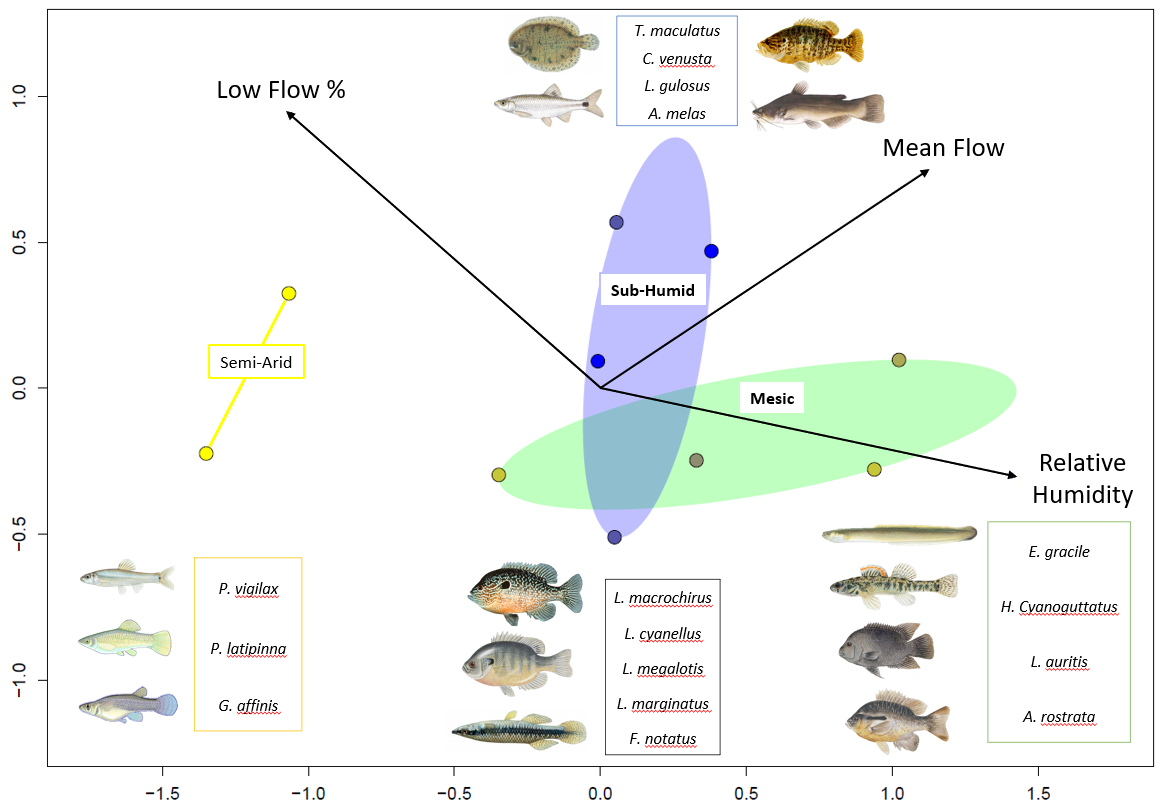 T. maculatus
C. venusta
L. gulosus
A. melas
Low Flow %
Mean Flow
Sub-Humid
Semi-Arid
Mesic
Relative
Humidity
P. vigilax
P. latipinna
G. affinis
L. macrochirus
L. cyanellus
L. megalotis
L. marginatus
F. notatus
E. gracile
H. Cyanoguttatus
L. auritis
A. rostrata
1.0
0.5
0.0
−0.5
−1.0
−1.5
−1.0
−0.5
0.0
0.5
1.0
1.5